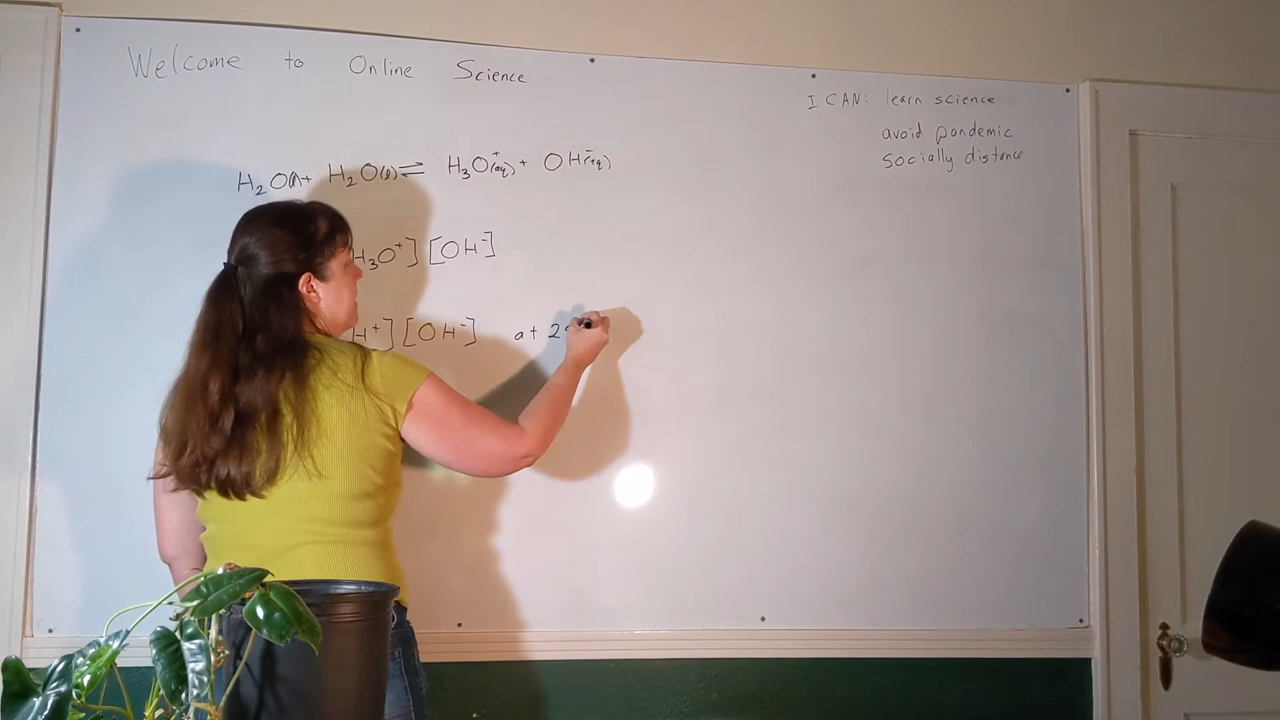 Welcome to Online Science
I CAN: learn science
avoid pandemic
socially distance
H₂O(l) + H₂O(l) ⇌ H₃O⁺(aq) + OH⁻(aq)
H₃O⁺][OH⁻]
H⁺][OH⁻] at 2